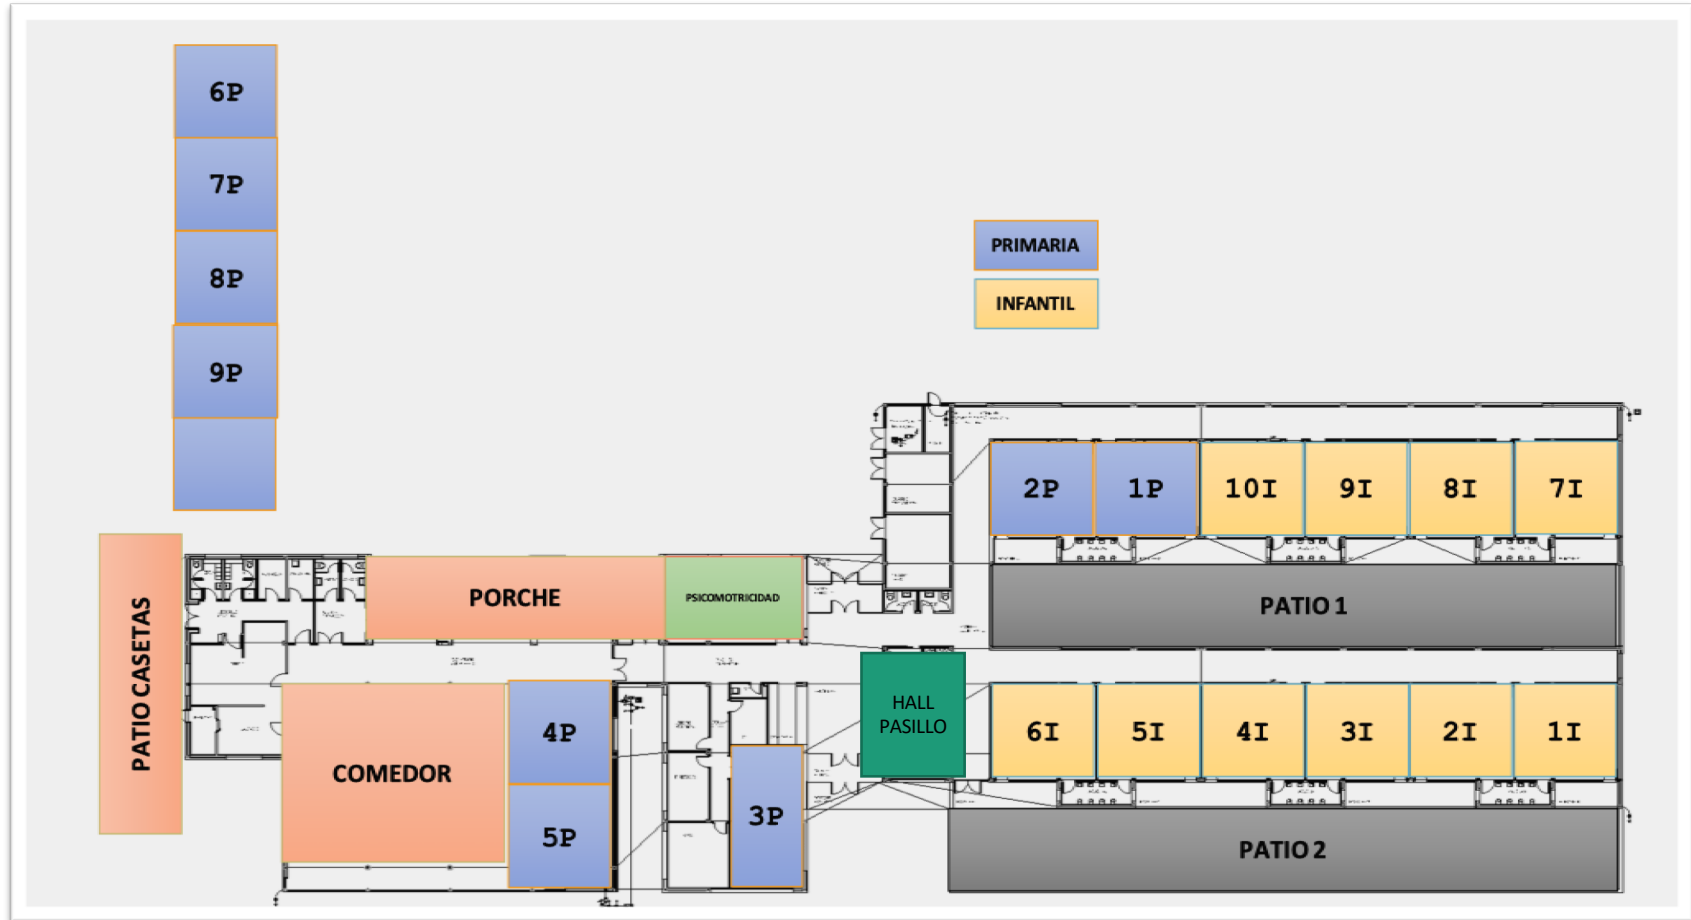 6P
7P
8P
9P
PRIMARIA
INFANTIL
2P
1P
10I
9I
8I
7I
PATIO CASETAS
PORCHE
PSICOMOTRICIDAD
PATIO 1
HALL
PASILLO
4P
COMEDOR
5P
3P
6I
5I
4I
3I
2I
1I
PATIO 2